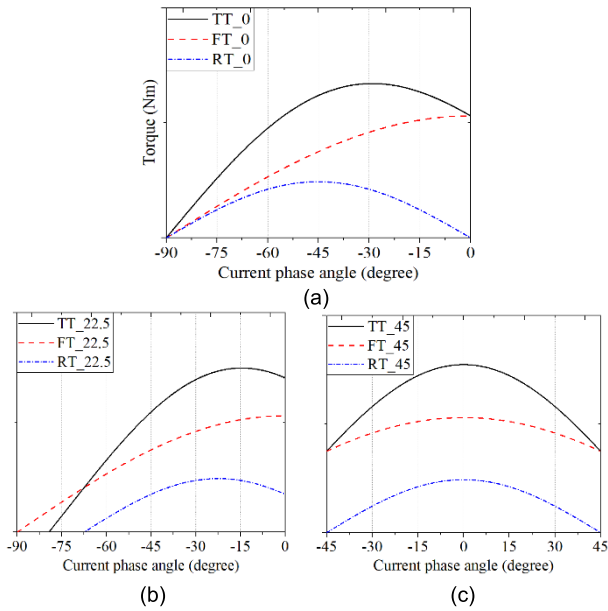 TT_0
FT_0
RT_0
Torque (Nm)
-90 -75 -60 -45 -30 -15 0
Current phase angle (degree)
(a)
TT_22.5
FT_22.5
RT_22.5
-90 -75 -60 -45 -30 -15 0
Current phase angle (degree)
(b)
TT_45
FT_45
RT_45
-45 -30 -15 0 15 30 45
Current phase angle (degree)
(c)